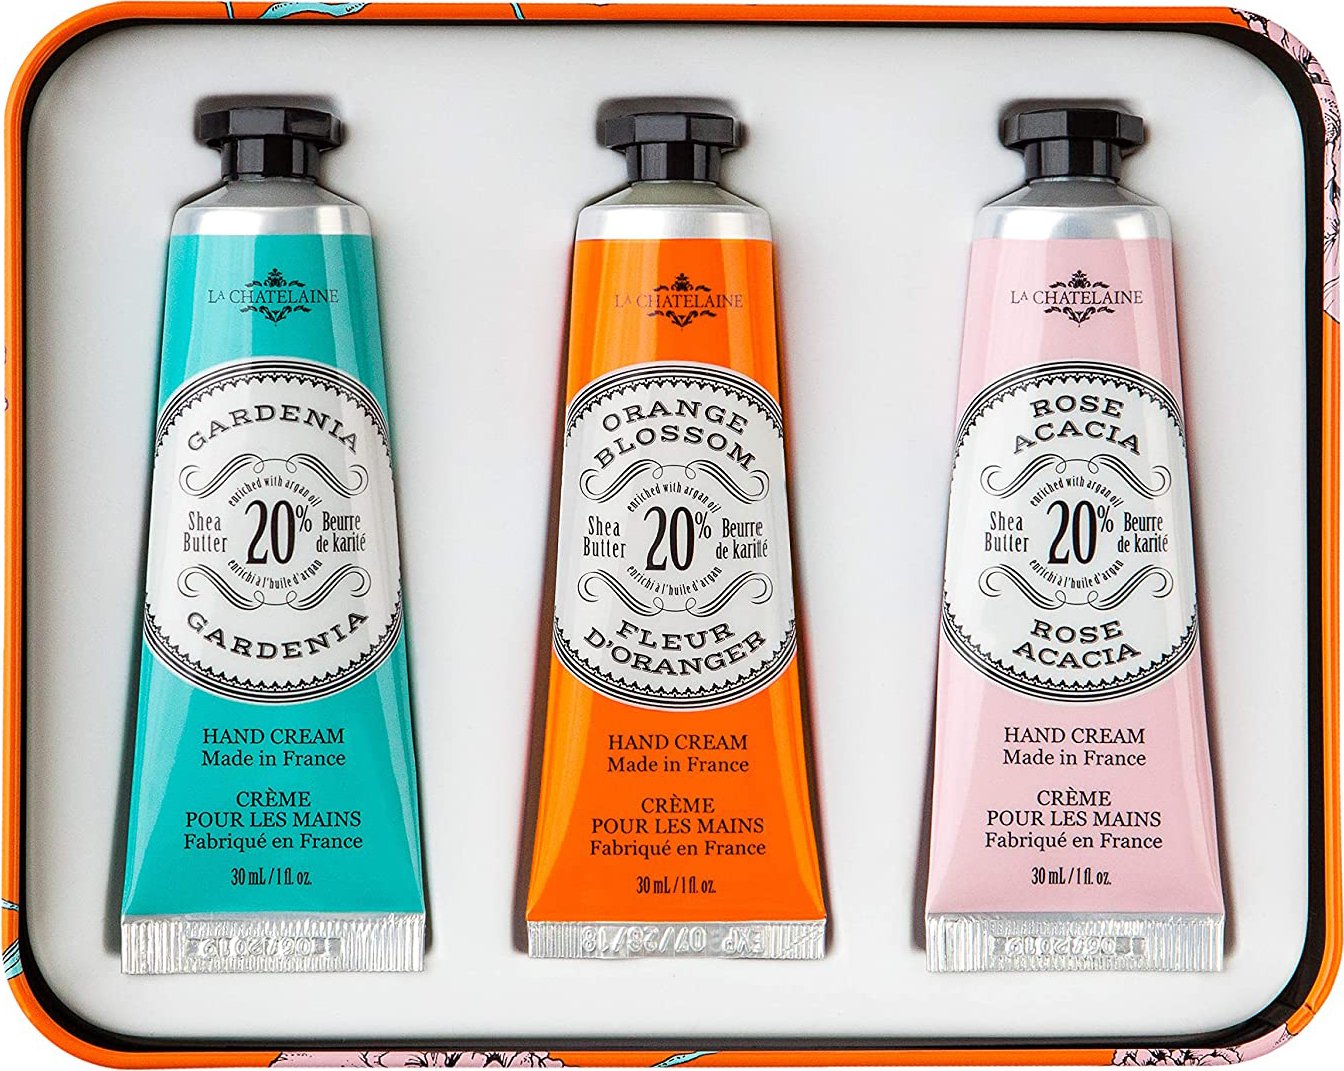 LA CHATELAINE
GARDENIA
enriched with argan oil
Shea
Butter
20%
Beurre
de karité
enrichi à l'huile d'argan
GARDENIA
HAND CREAM
Made in France
CRÈME
POUR LES MAINS
Fabriqué en France
30 mL / 1 fl. oz.
06/2019
LA CHATELAINE
ORANGE
BLOSSOM
enriched with argan oil
Shea
Butter
20%
Beurre
de karité
enrichi à l'huile d'argan
FLEUR
D'ORANGER
HAND CREAM
Made in France
CRÈME
POUR LES MAINS
Fabriqué en France
30 mL / 1 fl. oz.
EXP 07/28/18
LA CHATELAINE
ROSE
ACACIA
enriched with argan oil
Shea
Butter
20%
Beurre
de karité
enrichi à l'huile d'argan
ROSE
ACACIA
HAND CREAM
Made in France
CRÈME
POUR LES MAINS
Fabriqué en France
30 mL / 1 fl. oz.
06/2019